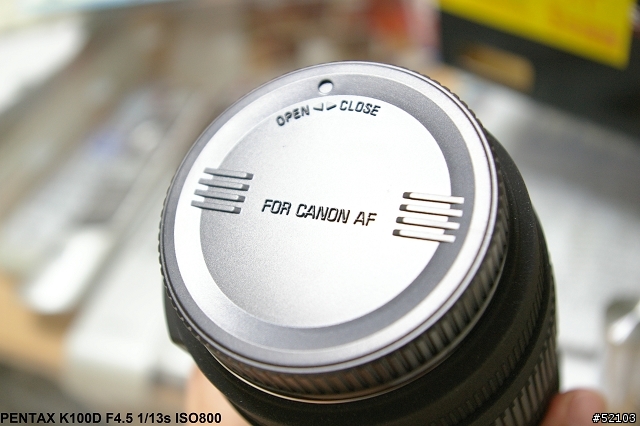 OPEN CLOSE
FOR CANON AF
PENTAX K100D F4.5 1/13s ISO800
#52103